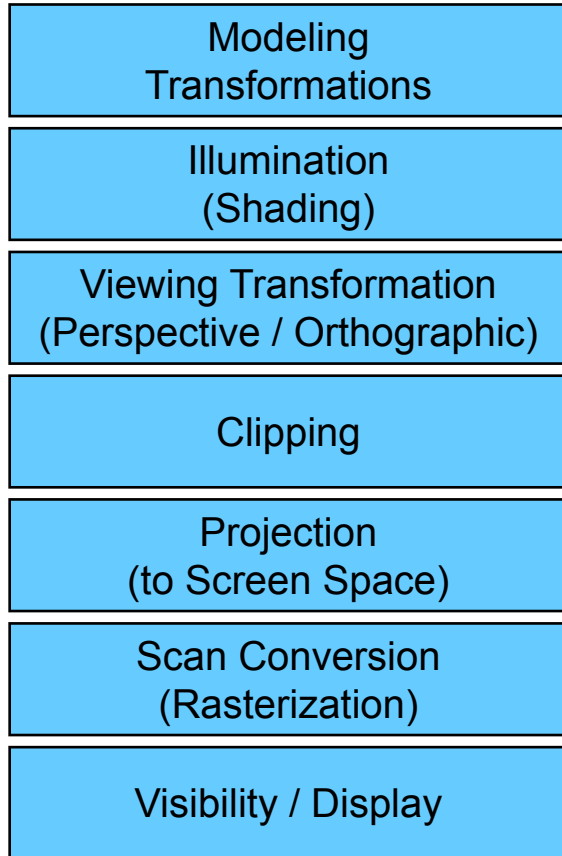 Modeling
Transformations
Illumination
(Shading)
Viewing Transformation
(Perspective / Orthographic)
Clipping
Projection
(to Screen Space)
Scan Conversion
(Rasterization)
Visibility / Display